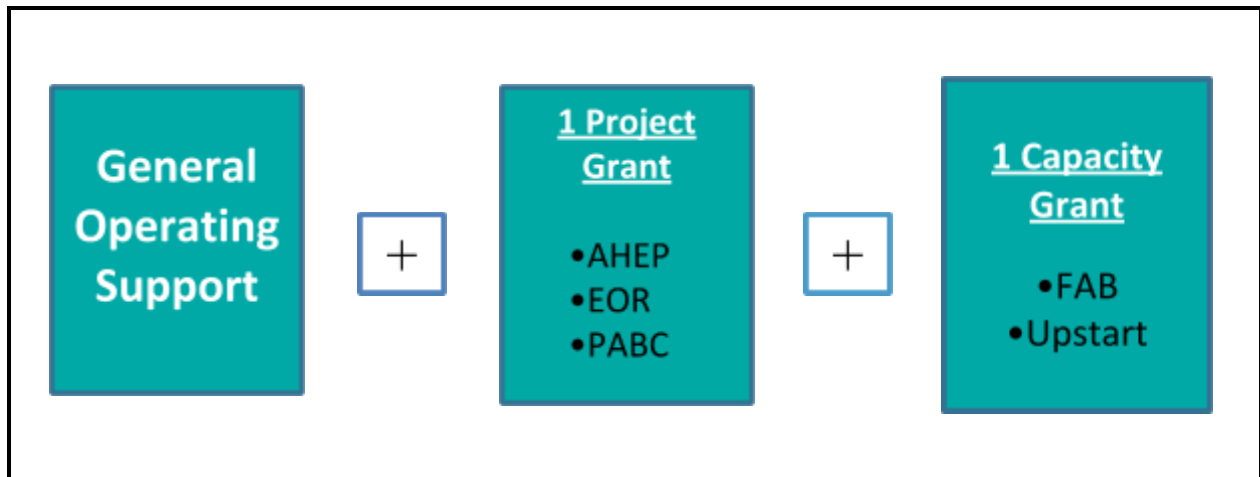 General
Operating
Support
+
1 Project
Grant
•AHEP
•EOR
•PABC
+
1 Capacity
Grant
•FAB
•Upstart